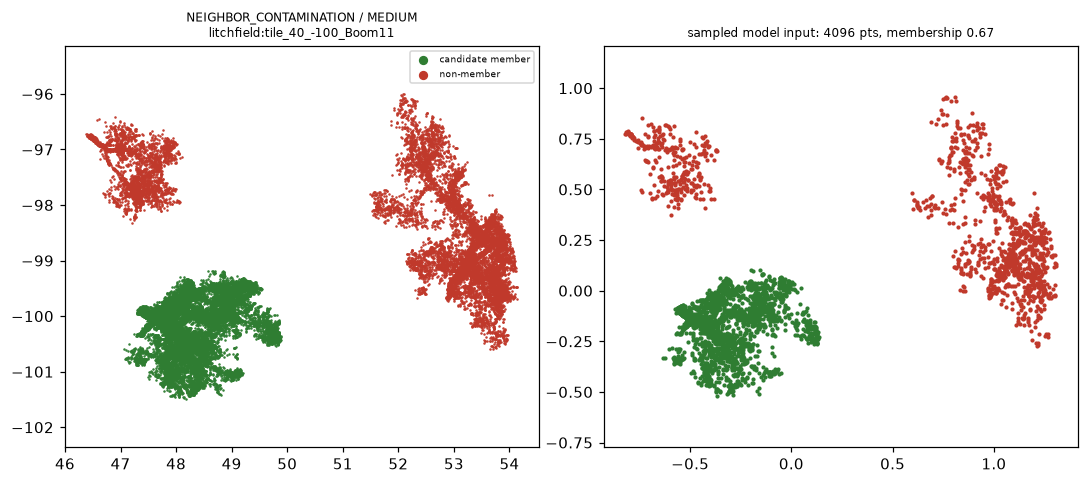 NEIGHBOR_CONTAMINATION / MEDIUM
litchfield:tile_40_-100_Boom11
candidate member
non-member
−96
−97
−98
−99
−100
−101
−102
46 47 48 49 50 51 52 53 54
sampled model input: 4096 pts, membership 0.67
1.00
0.75
0.50
0.25
0.00
−0.25
−0.50
−0.75
−0.5 0.0 0.5 1.0